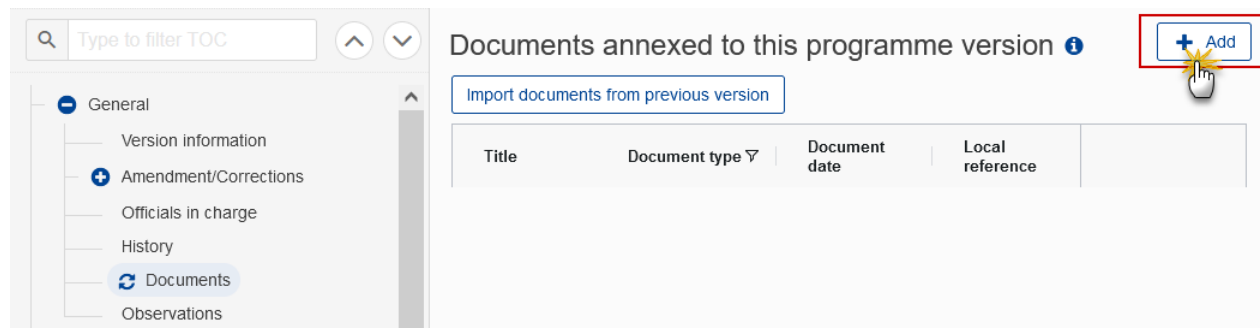 Type to filter TOC
General
Version information
Amendment/Corrections
Officials in charge
History
Documents
Observations
Documents annexed to this programme version
Add
Import documents from previous version
Title
Document type
Document
date
Local
reference